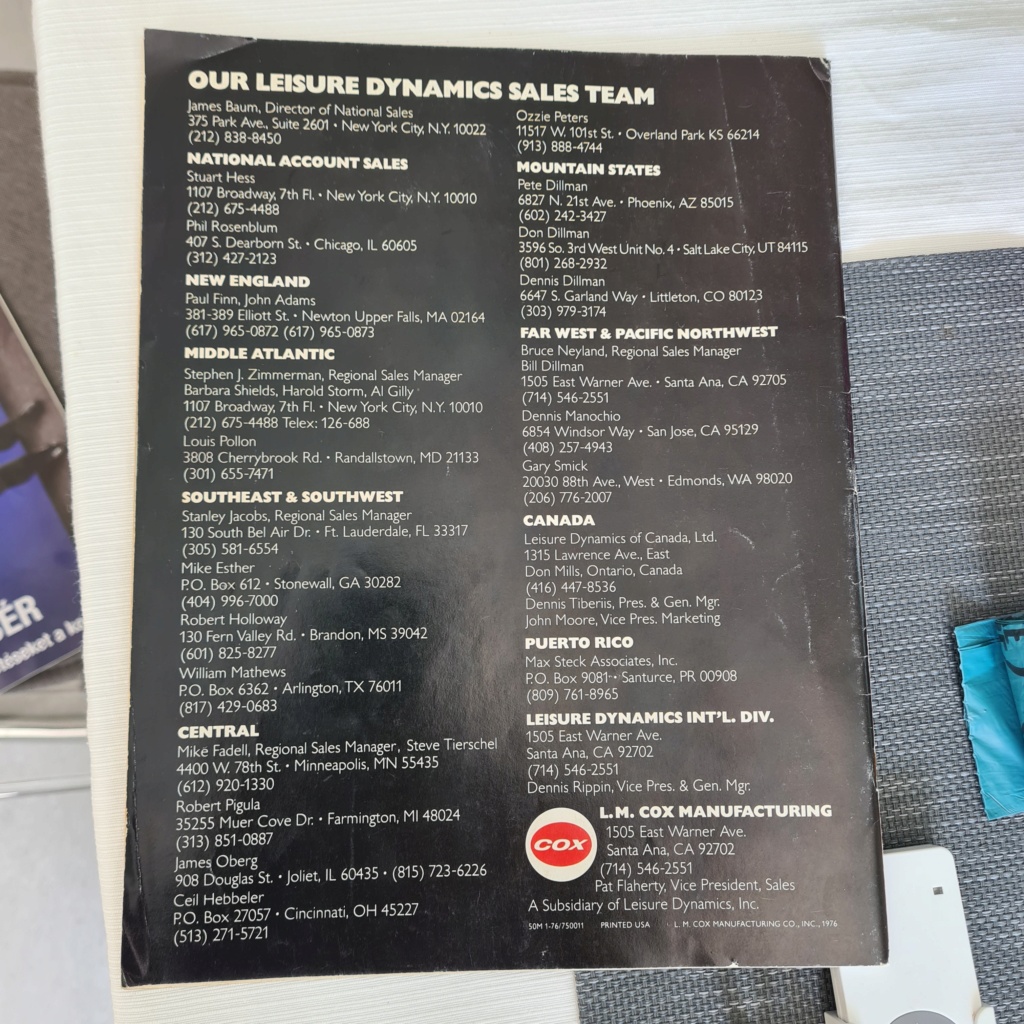 OUR LEISURE DYNAMICS SALES TEAM
James Baum, Director of National Sales
375 Park Ave., Suite 2601 • New York City, N.Y. 10022
(212) 838-8450
NATIONAL ACCOUNT SALES
Stuart Hess
1107 Broadway, 7th Fl. • New York City, N.Y. 10010
(212) 675-4488
Phil Rosenblum
407 S. Dearborn St. • Chicago, IL 60605
(312) 427-2123
NEW ENGLAND
Paul Finn, John Adams
381-389 Elliott St. • Newton Upper Falls, MA 02164
(617) 965-0872 (617) 965-0873
MIDDLE ATLANTIC
Stephen J. Zimmerman, Regional Sales Manager
Barbara Shields, Harold Storm, Al Gilly
1107 Broadway, 7th Fl. • New York City, N.Y. 10010
(212) 675-4488 Telex: 126-688
Louis Pollon
3808 Cherrybrook Rd. • Randallstown, MD 21133
(301) 655-7471
SOUTHEAST & SOUTHWEST
Stanley Jacobs, Regional Sales Manager
130 South Bel Air Dr. • Ft. Lauderdale, FL 33317
(305) 581-6554
Mike Esther
P.O. Box 612 • Stonewall, GA 30282
(404) 996-7000
Robert Holloway
130 Fern Valley Rd. • Brandon, MS 39042
(601) 825-8277
William Mathews
P.O. Box 6362 • Arlington, TX 76011
(817) 429-0683
CENTRAL
Mike Fadell, Regional Sales Manager, Steve Tierschel
4400 W. 78th St. • Minneapolis, MN 55435
(612) 920-1330
Robert Pigula
35255 Muer Cove Dr. • Farmington, MI 48024
(313) 851-0887
James Oberg
908 Douglas St. • Joliet, IL 60435 • (815) 723-6226
Ceil Hebbeler
P.O. Box 27057 • Cincinnati, OH 45227
(513) 271-5721
Ozzie Peters
11517 W. 101st St. • Overland Park KS 66214
(913) 888-4744
MOUNTAIN STATES
Pete Dillman
6827 N. 21st Ave. • Phoenix, AZ 85015
(602) 242-3427
Don Dillman
3596 So. 3rd West Unit No. 4 • Salt Lake City, UT 84115
(801) 268-2932
Dennis Dillman
6647 S. Garland Way • Littleton, CO 80123
(303) 979-3174
FAR WEST & PACIFIC NORTHWEST
Bruce Neyland, Regional Sales Manager
Bill Dillman
1505 East Warner Ave. • Santa Ana, CA 92705
(714) 546-2551
Dennis Manochio
6854 Windsor Way • San Jose, CA 95129
(408) 257-4943
Gary Smick
20030 88th Ave., West • Edmonds, WA 98020
(206) 776-2007
CANADA
Leisure Dynamics of Canada, Ltd.
1315 Lawrence Ave., East
Don Mills, Ontario, Canada
(416) 447-8536
Dennis Tiberiis, Pres. & Gen. Mgr.
John Moore, Vice Pres. Marketing
PUERTO RICO
Max Steck Associates, Inc.
P.O. Box 9081 • Santurce, PR 00908
(809) 761-8965
LEISURE DYNAMICS INT'L. DIV.
1505 East Warner Ave.
Santa Ana, CA 92702
(714) 546-2551
Dennis Rippin, Vice Pres. & Gen. Mgr.
COX
L.M. COX MANUFACTURING
1505 East Warner Ave.
Santa Ana, CA 92702
(714) 546-2551
Pat Flaherty, Vice President, Sales
A Subsidiary of Leisure Dynamics, Inc.
50M 1-76/750011 PRINTED USA L. M. COX MANUFACTURING CO., INC., 1976